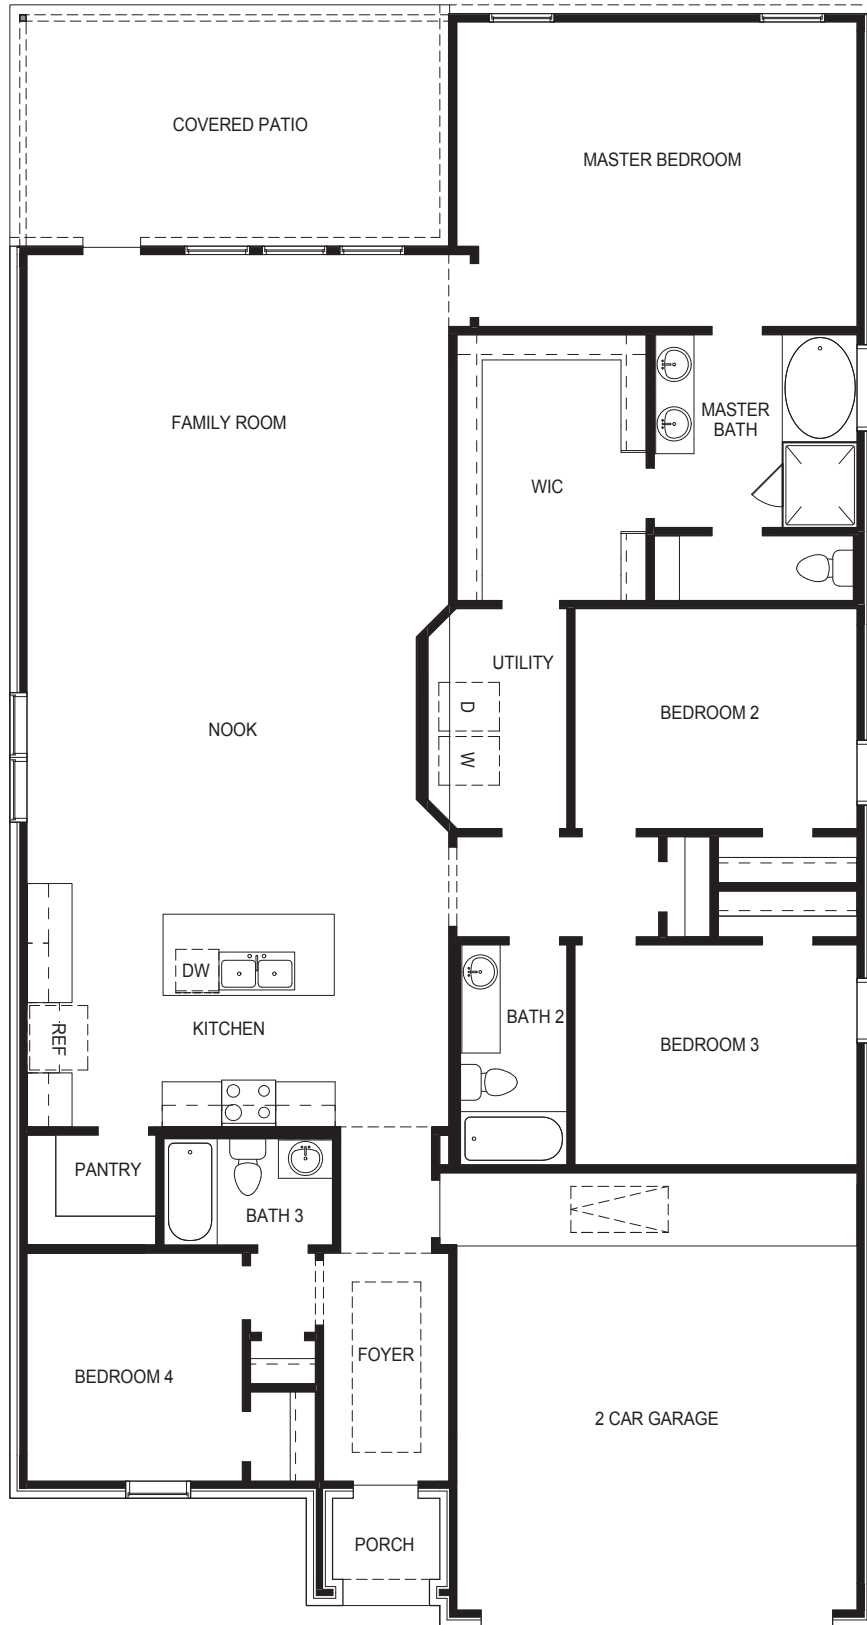 COVERED PATIO
MASTER BEDROOM
FAMILY ROOM
MASTER
BATH
WIC
UTILITY
D
BEDROOM 2
NOOK
W
DW
BATH 2
KITCHEN
REF
BEDROOM 3
PANTRY
BATH 3
FOYER
BEDROOM 4
2 CAR GARAGE
PORCH